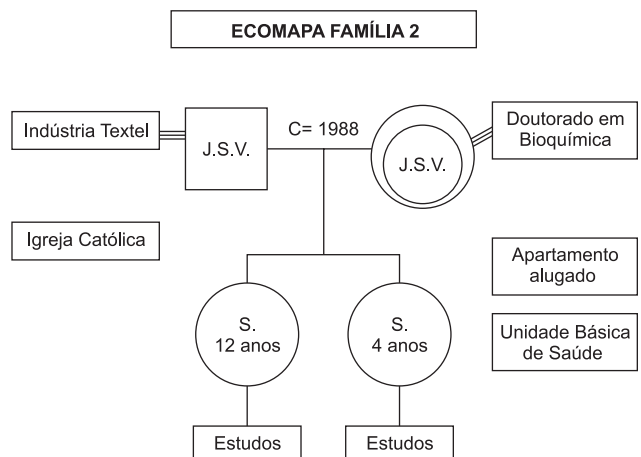 ECOMAPA FAMÍLIA 2
Indústria Textel
J.S.V.
C= 1988
J.S.V.
Doutorado em
Bioquímica
Igreja Católica
Apartamento
alugado
S.
12 anos
S.
4 anos
Unidade Básica
de Saúde
Estudos
Estudos